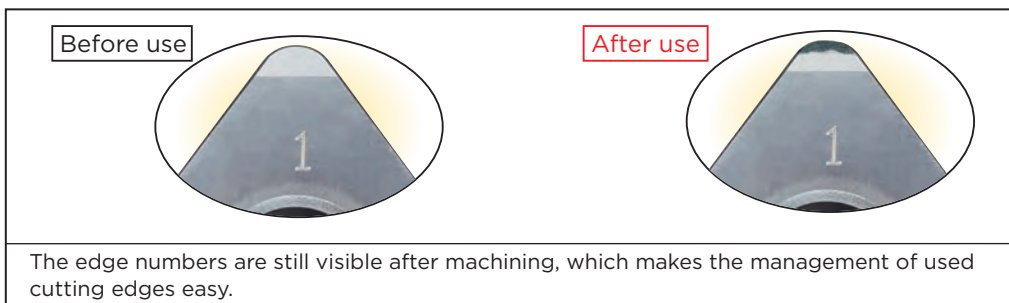 Before use
After use
1
1
The edge numbers are still visible after machining, which makes the management of used
cutting edges easy.